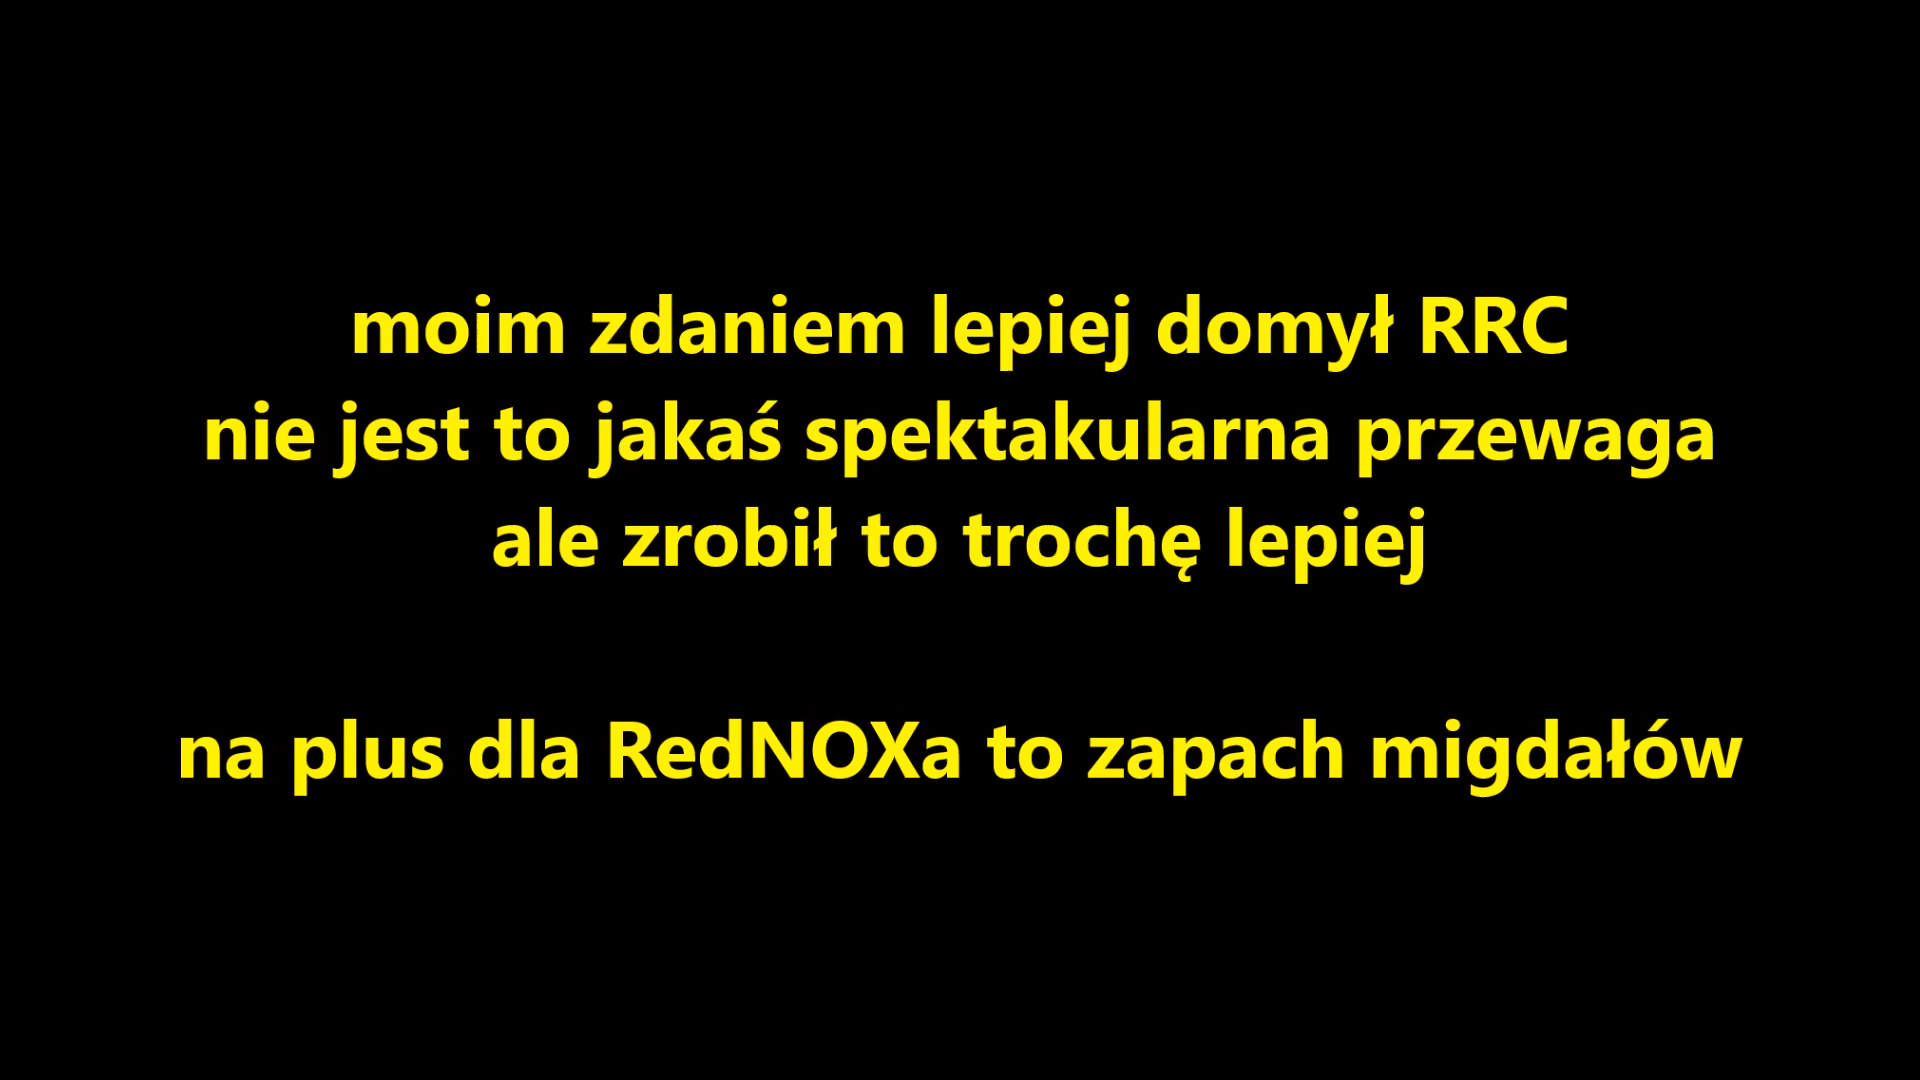 moim zdaniem lepiej domył RRC
nie jest to jakaś spektakularna przewaga
ale zrobił to trochę lepiej
na plus dla RedNOXa to zapach migdałów